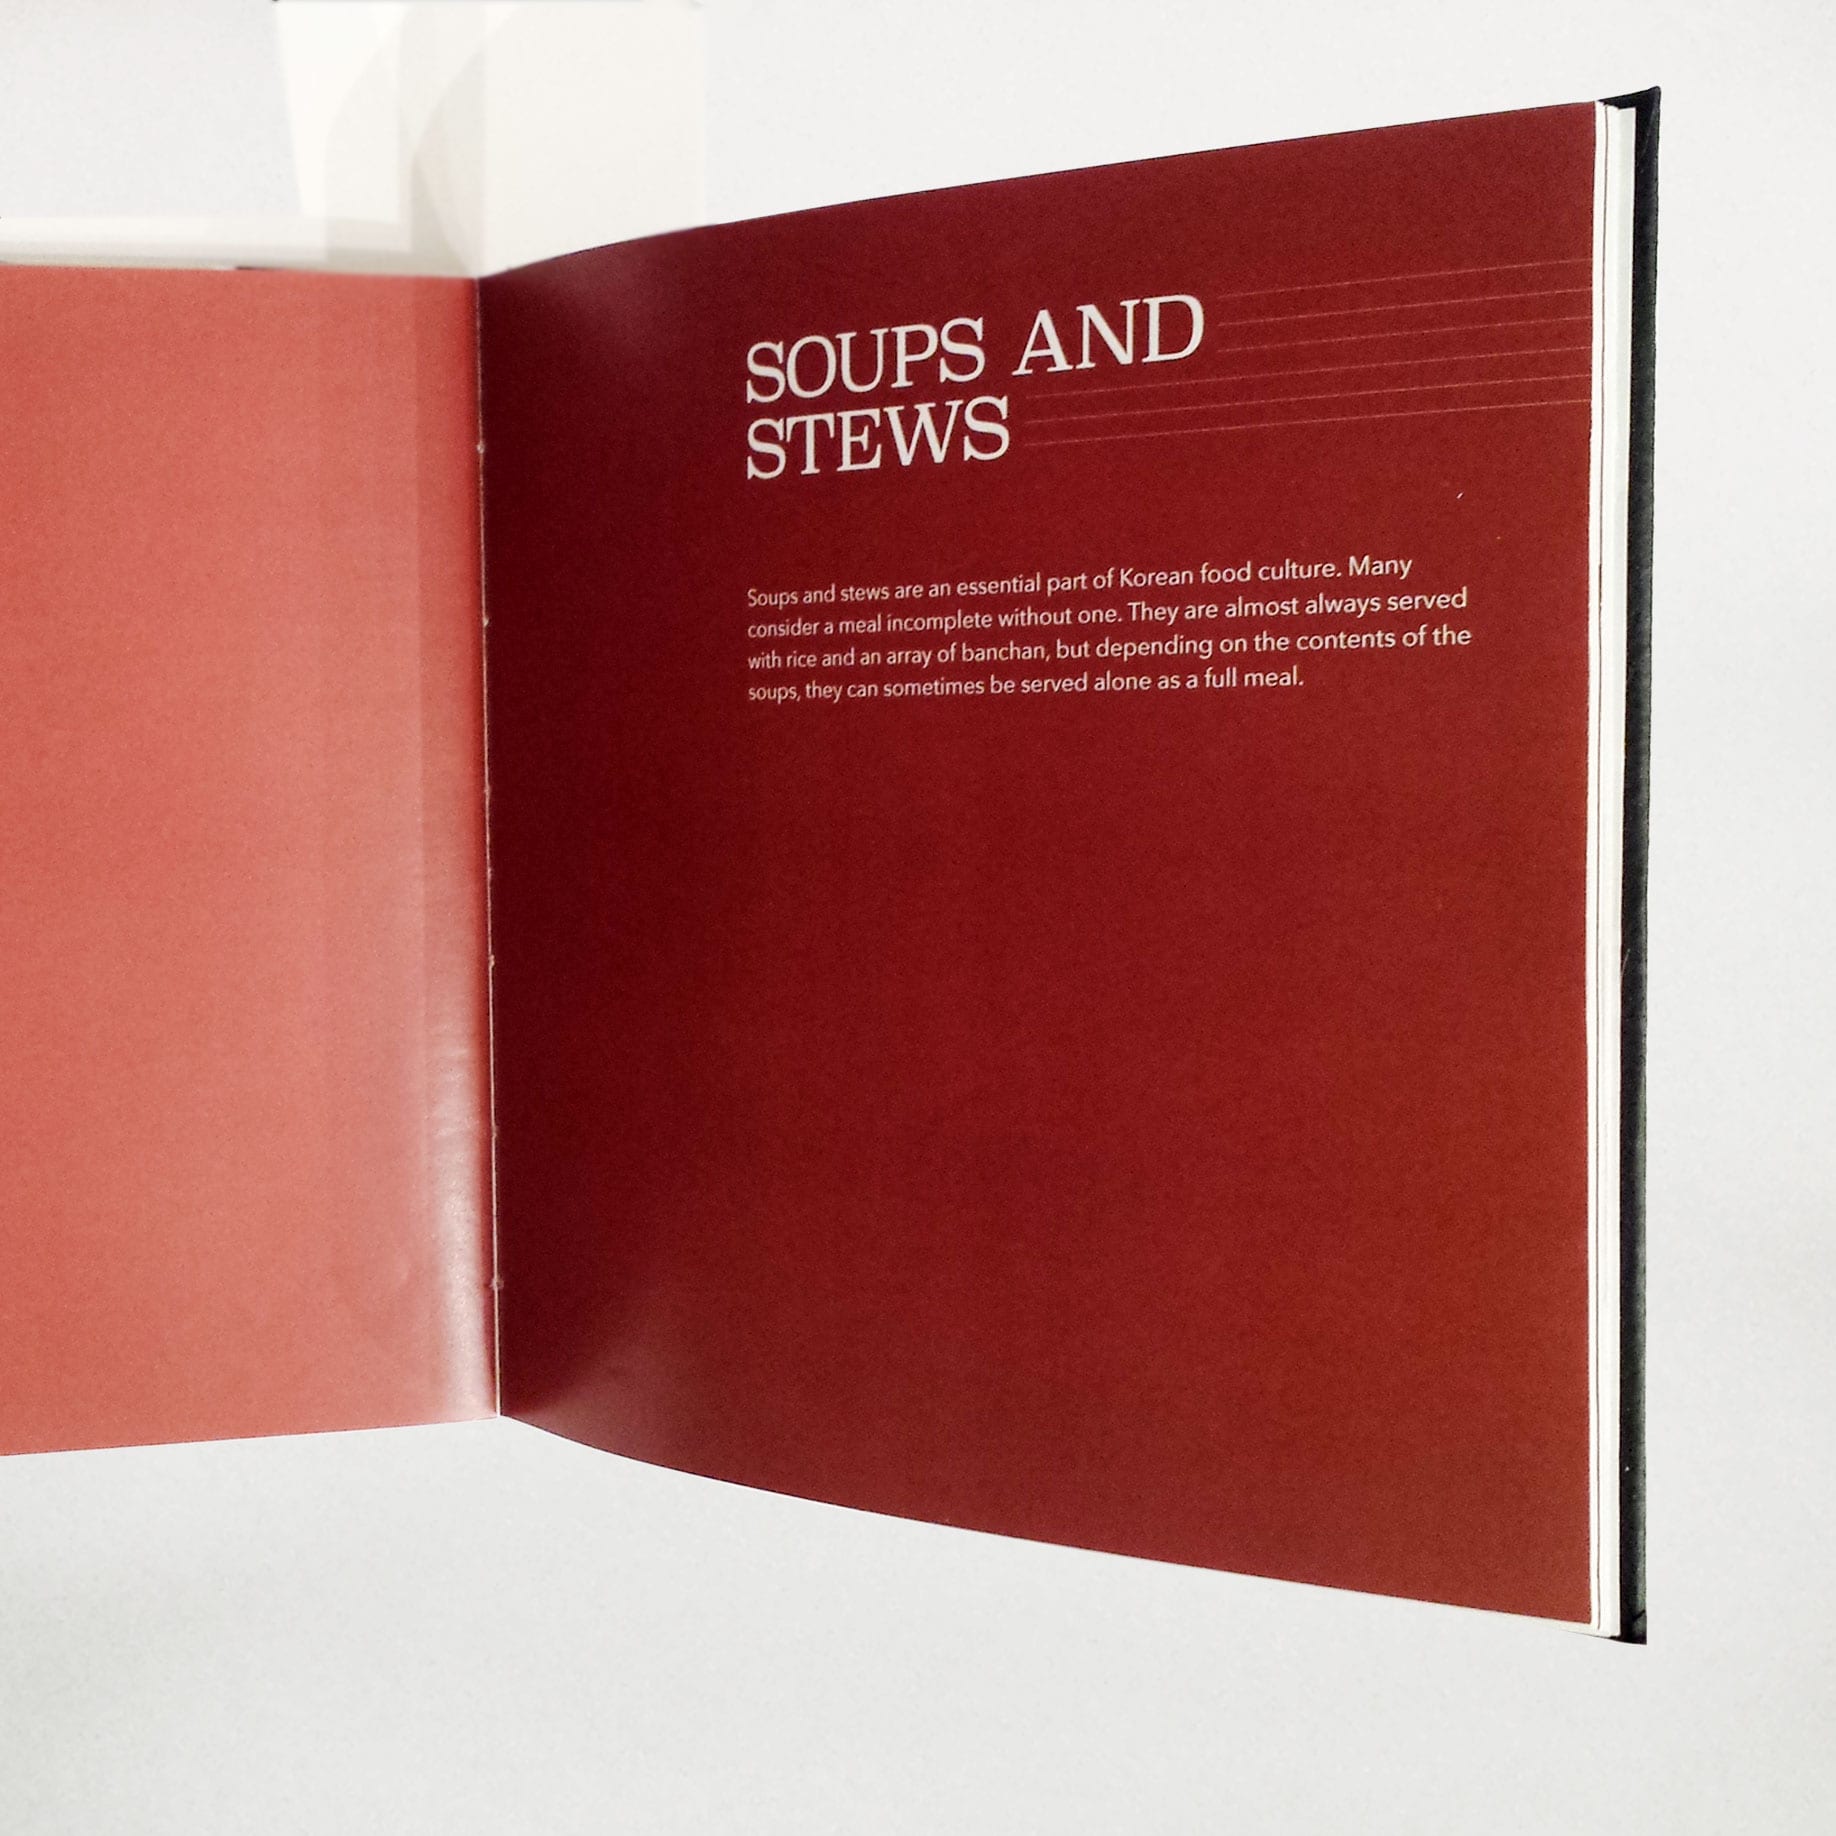 SOUPS AND
STEWS
Soups and stews are an essential part of Korean food culture. Many
consider a meal incomplete without one. They are almost always served
with rice and an array of banchan, but depending on the contents of the
soups, they can sometimes be served alone as a full meal.